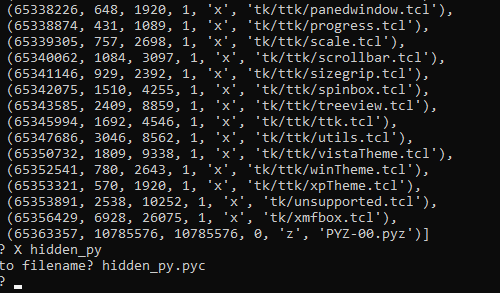 (65338226, 648, 1920, 1, 'x', 'tk/ttk/panedwindow.tcl'),
(65338874, 431, 1089, 1, 'x', 'tk/ttk/progress.tcl'),
(65339305, 757, 2698, 1, 'x', 'tk/ttk/scale.tcl'),
(65340062, 1084, 3097, 1, 'x', 'tk/ttk/scrollbar.tcl'),
(65341146, 929, 2392, 1, 'x', 'tk/ttk/sizegrip.tcl'),
(65342075, 1510, 4255, 1, 'x', 'tk/ttk/spinbox.tcl'),
(65343585, 2409, 8859, 1, 'x', 'tk/ttk/treeview.tcl'),
(65345994, 1692, 4546, 1, 'x', 'tk/ttk/ttk.tcl'),
(65347686, 3046, 8562, 1, 'x', 'tk/ttk/utils.tcl'),
(65350732, 1809, 9338, 1, 'x', 'tk/ttk/vistaTheme.tcl'),
(65352541, 780, 2643, 1, 'x', 'tk/ttk/winTheme.tcl'),
(65353321, 570, 1920, 1, 'x', 'tk/ttk/xpTheme.tcl'),
(65353891, 2538, 10252, 1, 'x', 'tk/unsupported.tcl'),
(65356429, 6928, 26075, 1, 'x', 'tk/xmfbox.tcl'),
(65363357, 10785576, 10785576, 0, 'z', 'PYZ-00.pyz')]
? X hidden_py
to filename? hidden_py.pyc
?